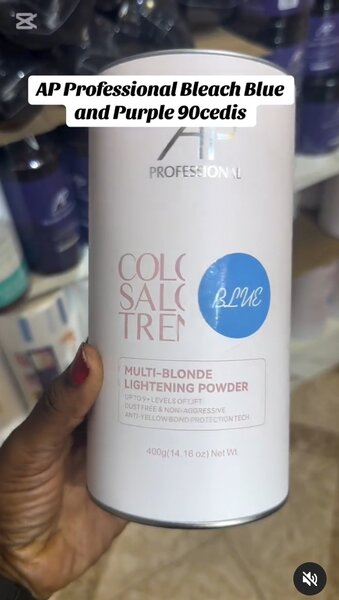 CapCut
AP Professional Bleach Blue
and Purple 90cedis
AP
PROFESSIONAL
COLO
SALO
TREN
BLUE
MULTI-BLONDE
LIGHTENING POWDER
UP TO 9+ LEVELS OF LIFT
DUST FREE & NON-AGGRESSIVE
ANTI-YELLOW BOND PROTECTION TECH
400g(14.16 oz) Net Wt.